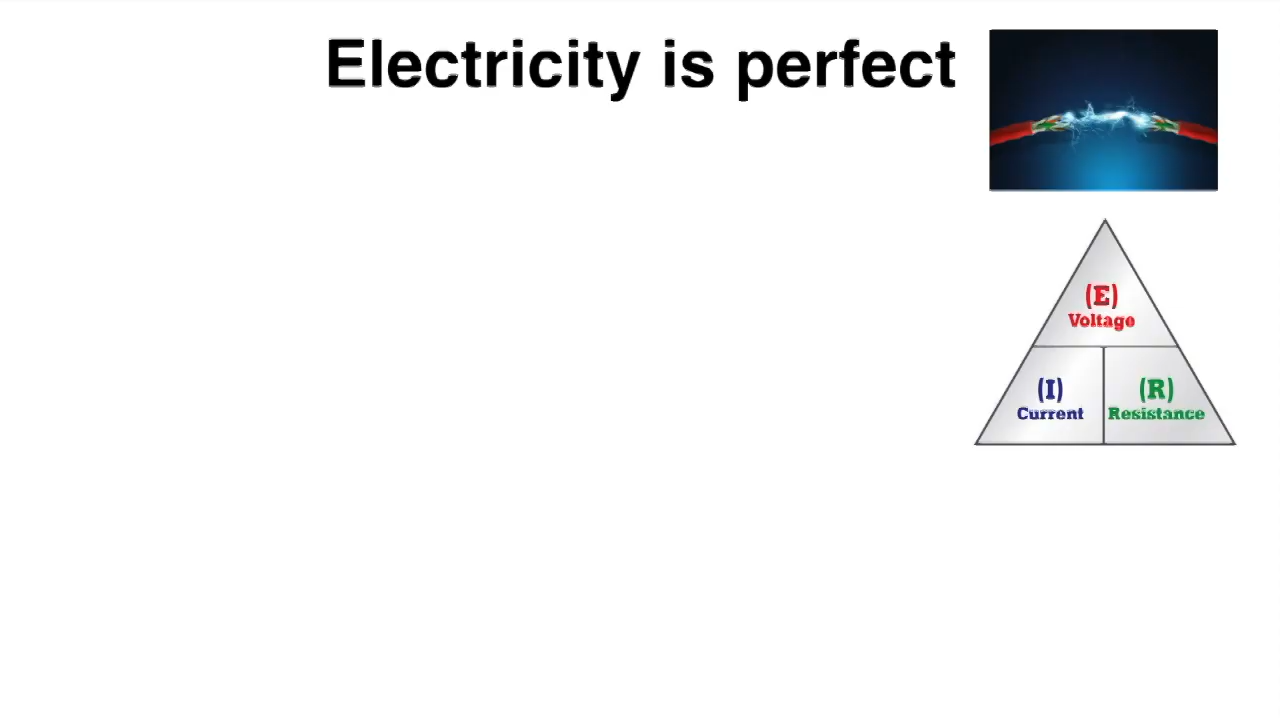 Electricity is perfect
(E)
Voltage
(I)
Current
(R)
Resistance